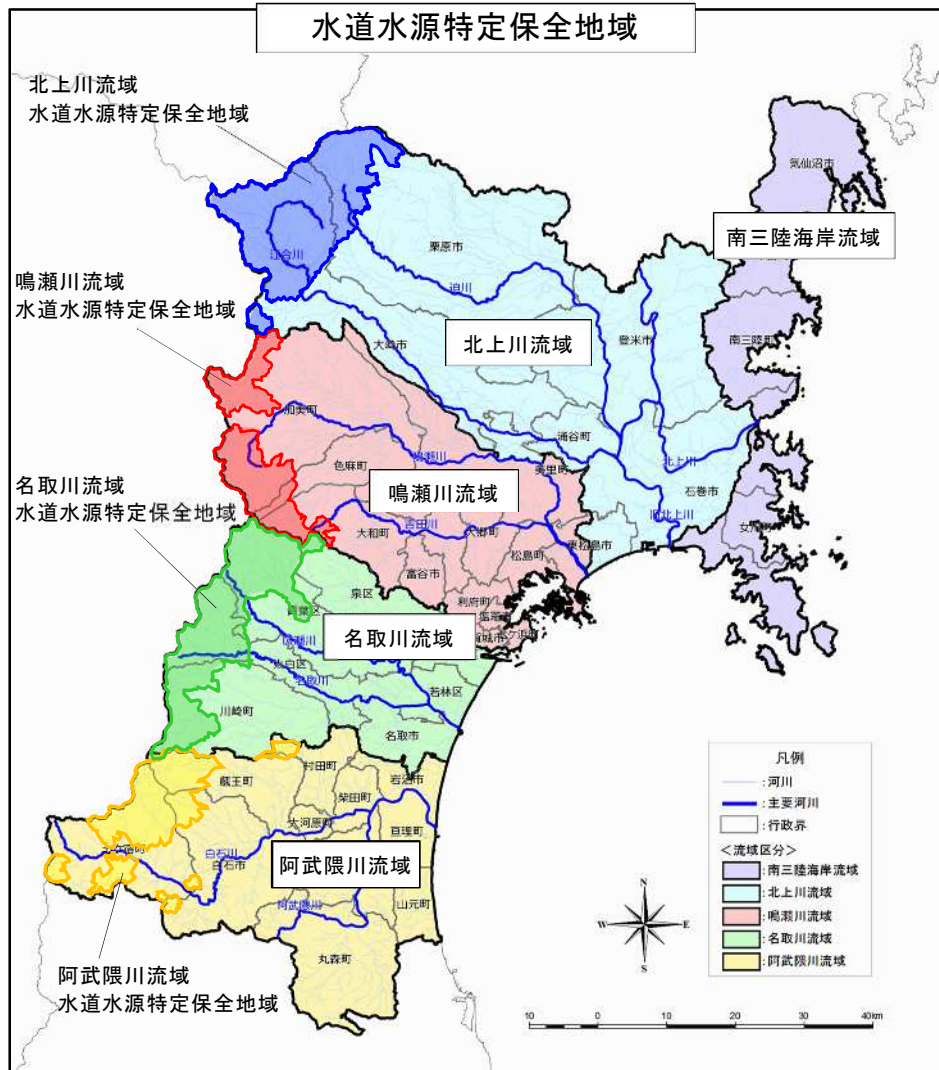 水道水源特定保全地域
北上川流域
水道水源特定保全地域
気仙沼市
南三陸海岸流域
栗原市
江合川
迫川
鳴瀬川流域
水道水源特定保全地域
北上川流域
登米市
南三陸町
大崎市
加美町
涌谷町
色麻町
鳴瀬川
美里町
北上川
名取川流域
水道水源特定保全地域
鳴瀬川流域
石巻市
旧北上川
女川町
吉田川
大和町
大郷町
東松島市
松島町
富谷市
泉区
利府町
塩竈市
青葉区
七ヶ浜町
名取川流域
広瀬川
太白区
名取川
若林区
川崎町
名取市
蔵王町
村田町
岩沼市
柴田町
大河原町
亘理町
七ヶ宿町
白石川
白石市
阿武隈川流域
阿武隈川
山元町
丸森町
阿武隈川流域
水道水源特定保全地域
凡例
:河川
:主要河川
:行政界
<流域区分>
:南三陸海岸流域
:北上川流域
:鳴瀬川流域
:名取川流域
:阿武隈川流域
N
W
E
S
10 0 10 20 30 40km